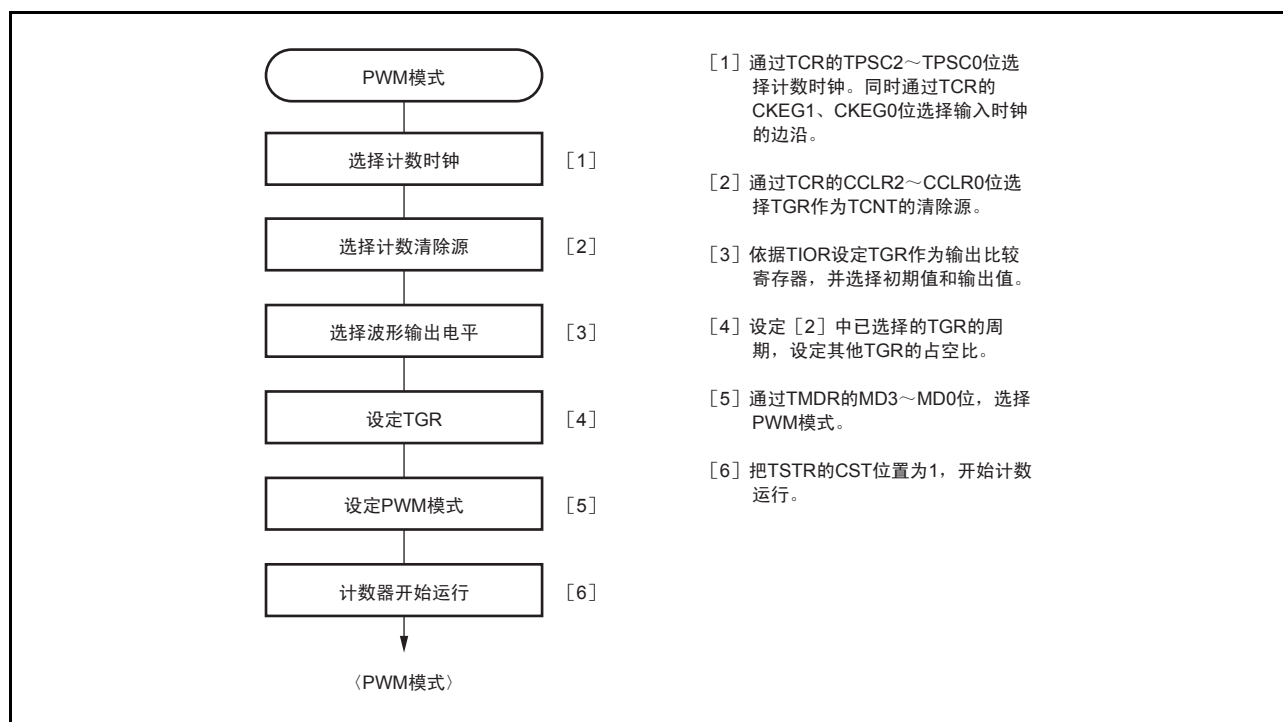 PWM模式
选择计数时钟
[1]
选择计数清除源
[2]
选择波形输出电平
[3]
设定TGR
[4]
设定PWM模式
[5]
计数器开始运行
[6]
〈PWM模式〉
[1] 通过TCR的TPSC2～TPSC0位选
择计数时钟。同时通过TCR的
CKEG1、CKEG0位选择输入时钟
的边沿。
[2] 通过TCR的CCLR2～CCLR0位选
择TGR作为TCNT的清除源。
[3] 依据TIOR设定TGR作为输出比较
寄存器，并选择初期值和输出值。
[4] 设定［2］中已选择的TGR的周
期，设定其他TGR的占空比。
[5] 通过TMDR的MD3～MD0位，选择
PWM模式。
[6] 把TSTR的CST位置为1，开始计数
运行。